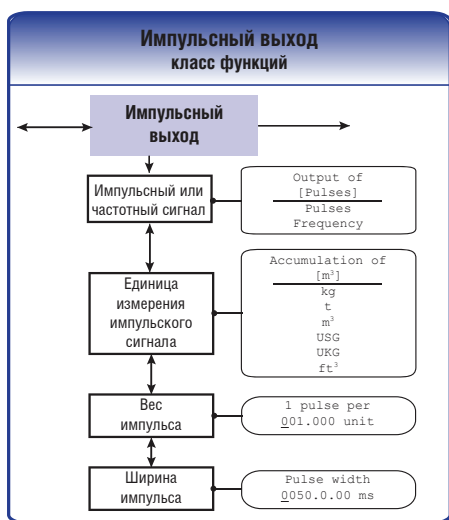 Импульсный выход
класс функций
Импульсный
выход
Импульсный или
частотный сигнал
Output of
[Pulses]
Pulses
Frequency
Единица
измерения
импульского
сигнала
Accumulation of
[m³]
kg
t
m³
USG
UKG
ft³
Вес
импульса
1 pulse per
001.000 unit
Ширина
импульса
Pulse width
0050.0.00 ms